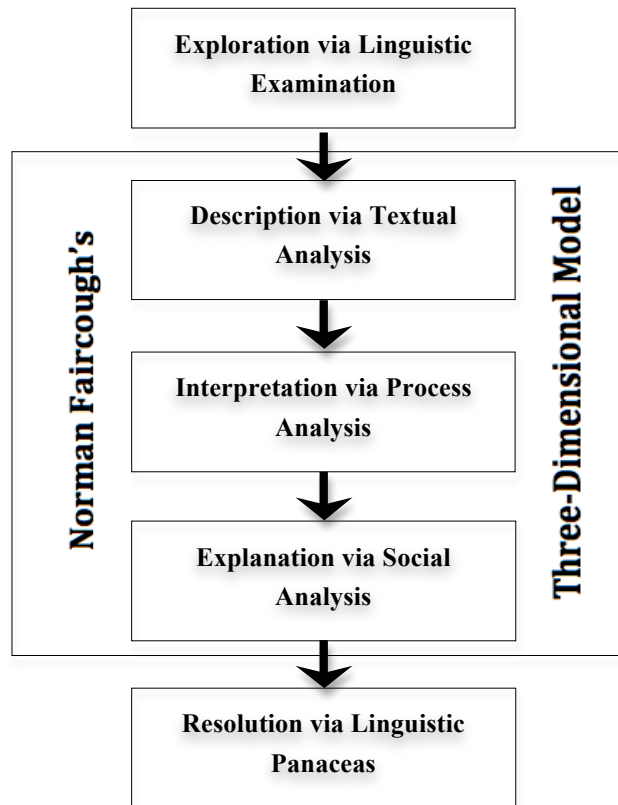 Exploration via Linguistic
Examination
Description via Textual
Analysis
Interpretation via Process
Analysis
Explanation via Social
Analysis
Norman Faircough's
Three-Dimensional Model
Resolution via Linguistic
Panaceas